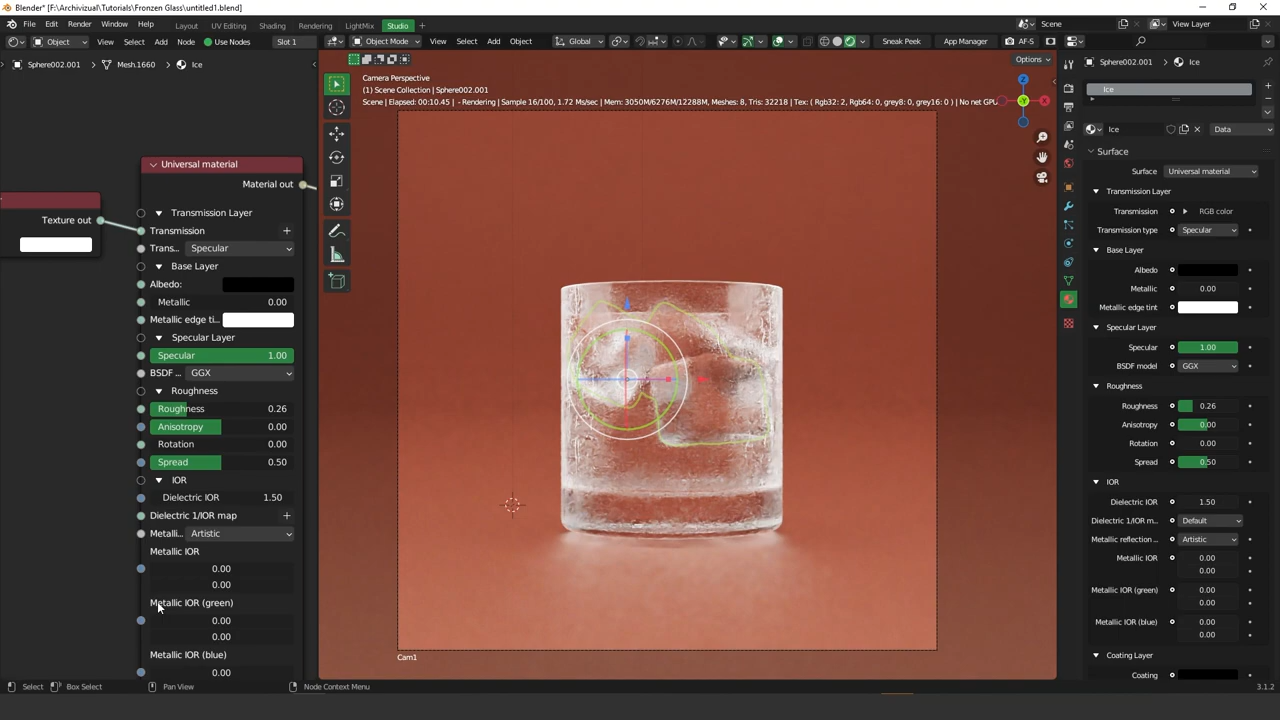 Blender* [F:\Archivizual\Tutorials\Fronzen Glass\untitled1.blend]
File Edit Render Window Help Layout UV Editing Material Shading Rendering LightMix Studio Scene View Layer
Object View Select Add Node Use Nodes Slot 1 Object Mode View Select Add Object Global Sneak Peek App Manager AF-S
Sphere002.001 Mesh.1660 Ice
Options
Camera Perspective
(1) Scene Collection | Sphere002.001
Scene | Elapsed: 00:10.45 | - Rendering | Sample 16/100, 1.72 Ms/sec | Mem: 3050M/6276M/12288M, Meshes: 8, Tris: 32218 | Tex: ( Rgb32: 2, Rgb64: 0, grey8: 0, grey16: 0 ) | No net GPU
Cam1
Texture out
Universal material
Material out
Transmission Layer
Transmission
Trans... Specular
Base Layer
Albedo:
Metallic 0.00
Metallic edge ti...
Specular Layer
Specular 1.00
BSDF ... GGX
Roughness
Roughness 0.26
Anisotropy 0.00
Rotation 0.00
Spread 0.50
IOR
Dielectric IOR 1.50
Dielectric 1/IOR map
Metalli... Artistic
Metallic IOR
0.00
0.00
Metallic IOR (green)
0.00
0.00
Metallic IOR (blue)
0.00
Sphere002.001 Ice
Ice
Ice Data
Surface
Surface Universal material
Transmission Layer
Transmission RGB color
Transmission type Specular
Base Layer
Albedo
Metallic 0.00
Metallic edge tint
Specular Layer
Specular 1.00
BSDF model GGX
Roughness
Roughness 0.26
Anisotropy 0.00
Rotation 0.00
Spread 0.50
IOR
Dielectric IOR 1.50
Dielectric 1/IOR m... Default
Metallic reflection ... Artistic
Metallic IOR 0.00
0.00
Metallic IOR (green) 0.00
0.00
Metallic IOR (blue) 0.00
0.00
Coating Layer
Coating
Select Box Select Pan View Node Context Menu 3.1.2